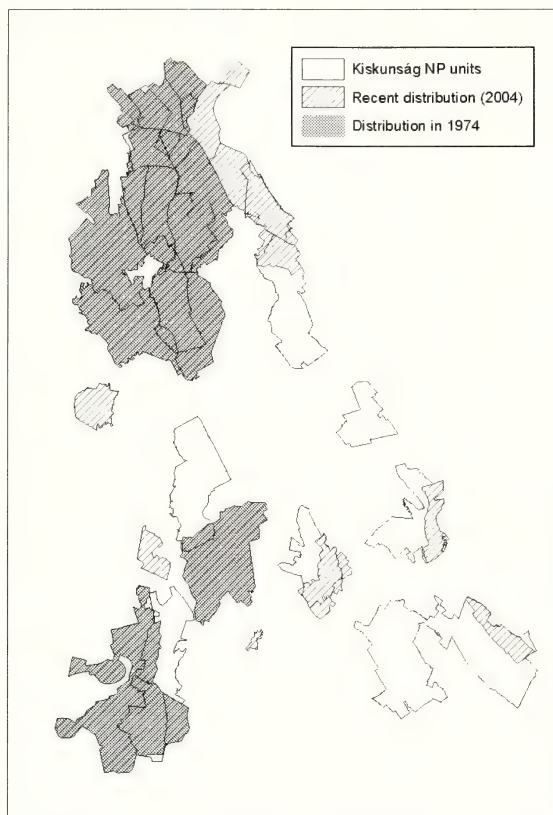 Kiskunság NP units
Recent distribution (2004)
Distribution in 1974